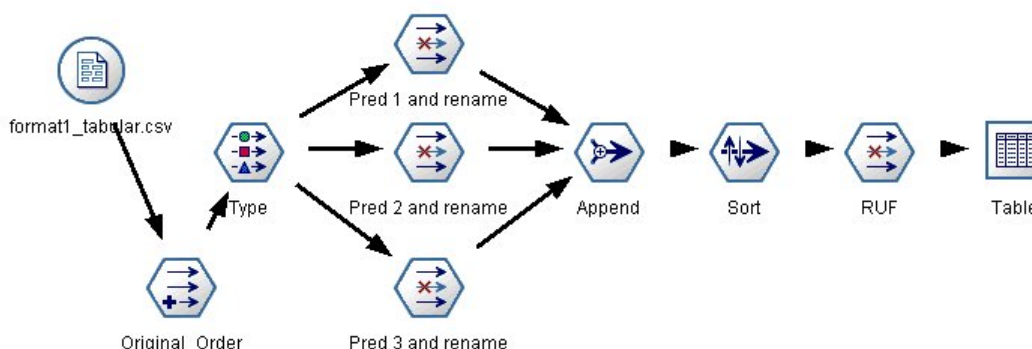 Pred 1 and rename
format1_tabular.csv
Type
Pred 2 and rename
Append
Sort
RUF
Table
Original_Order
Pred 3 and rename